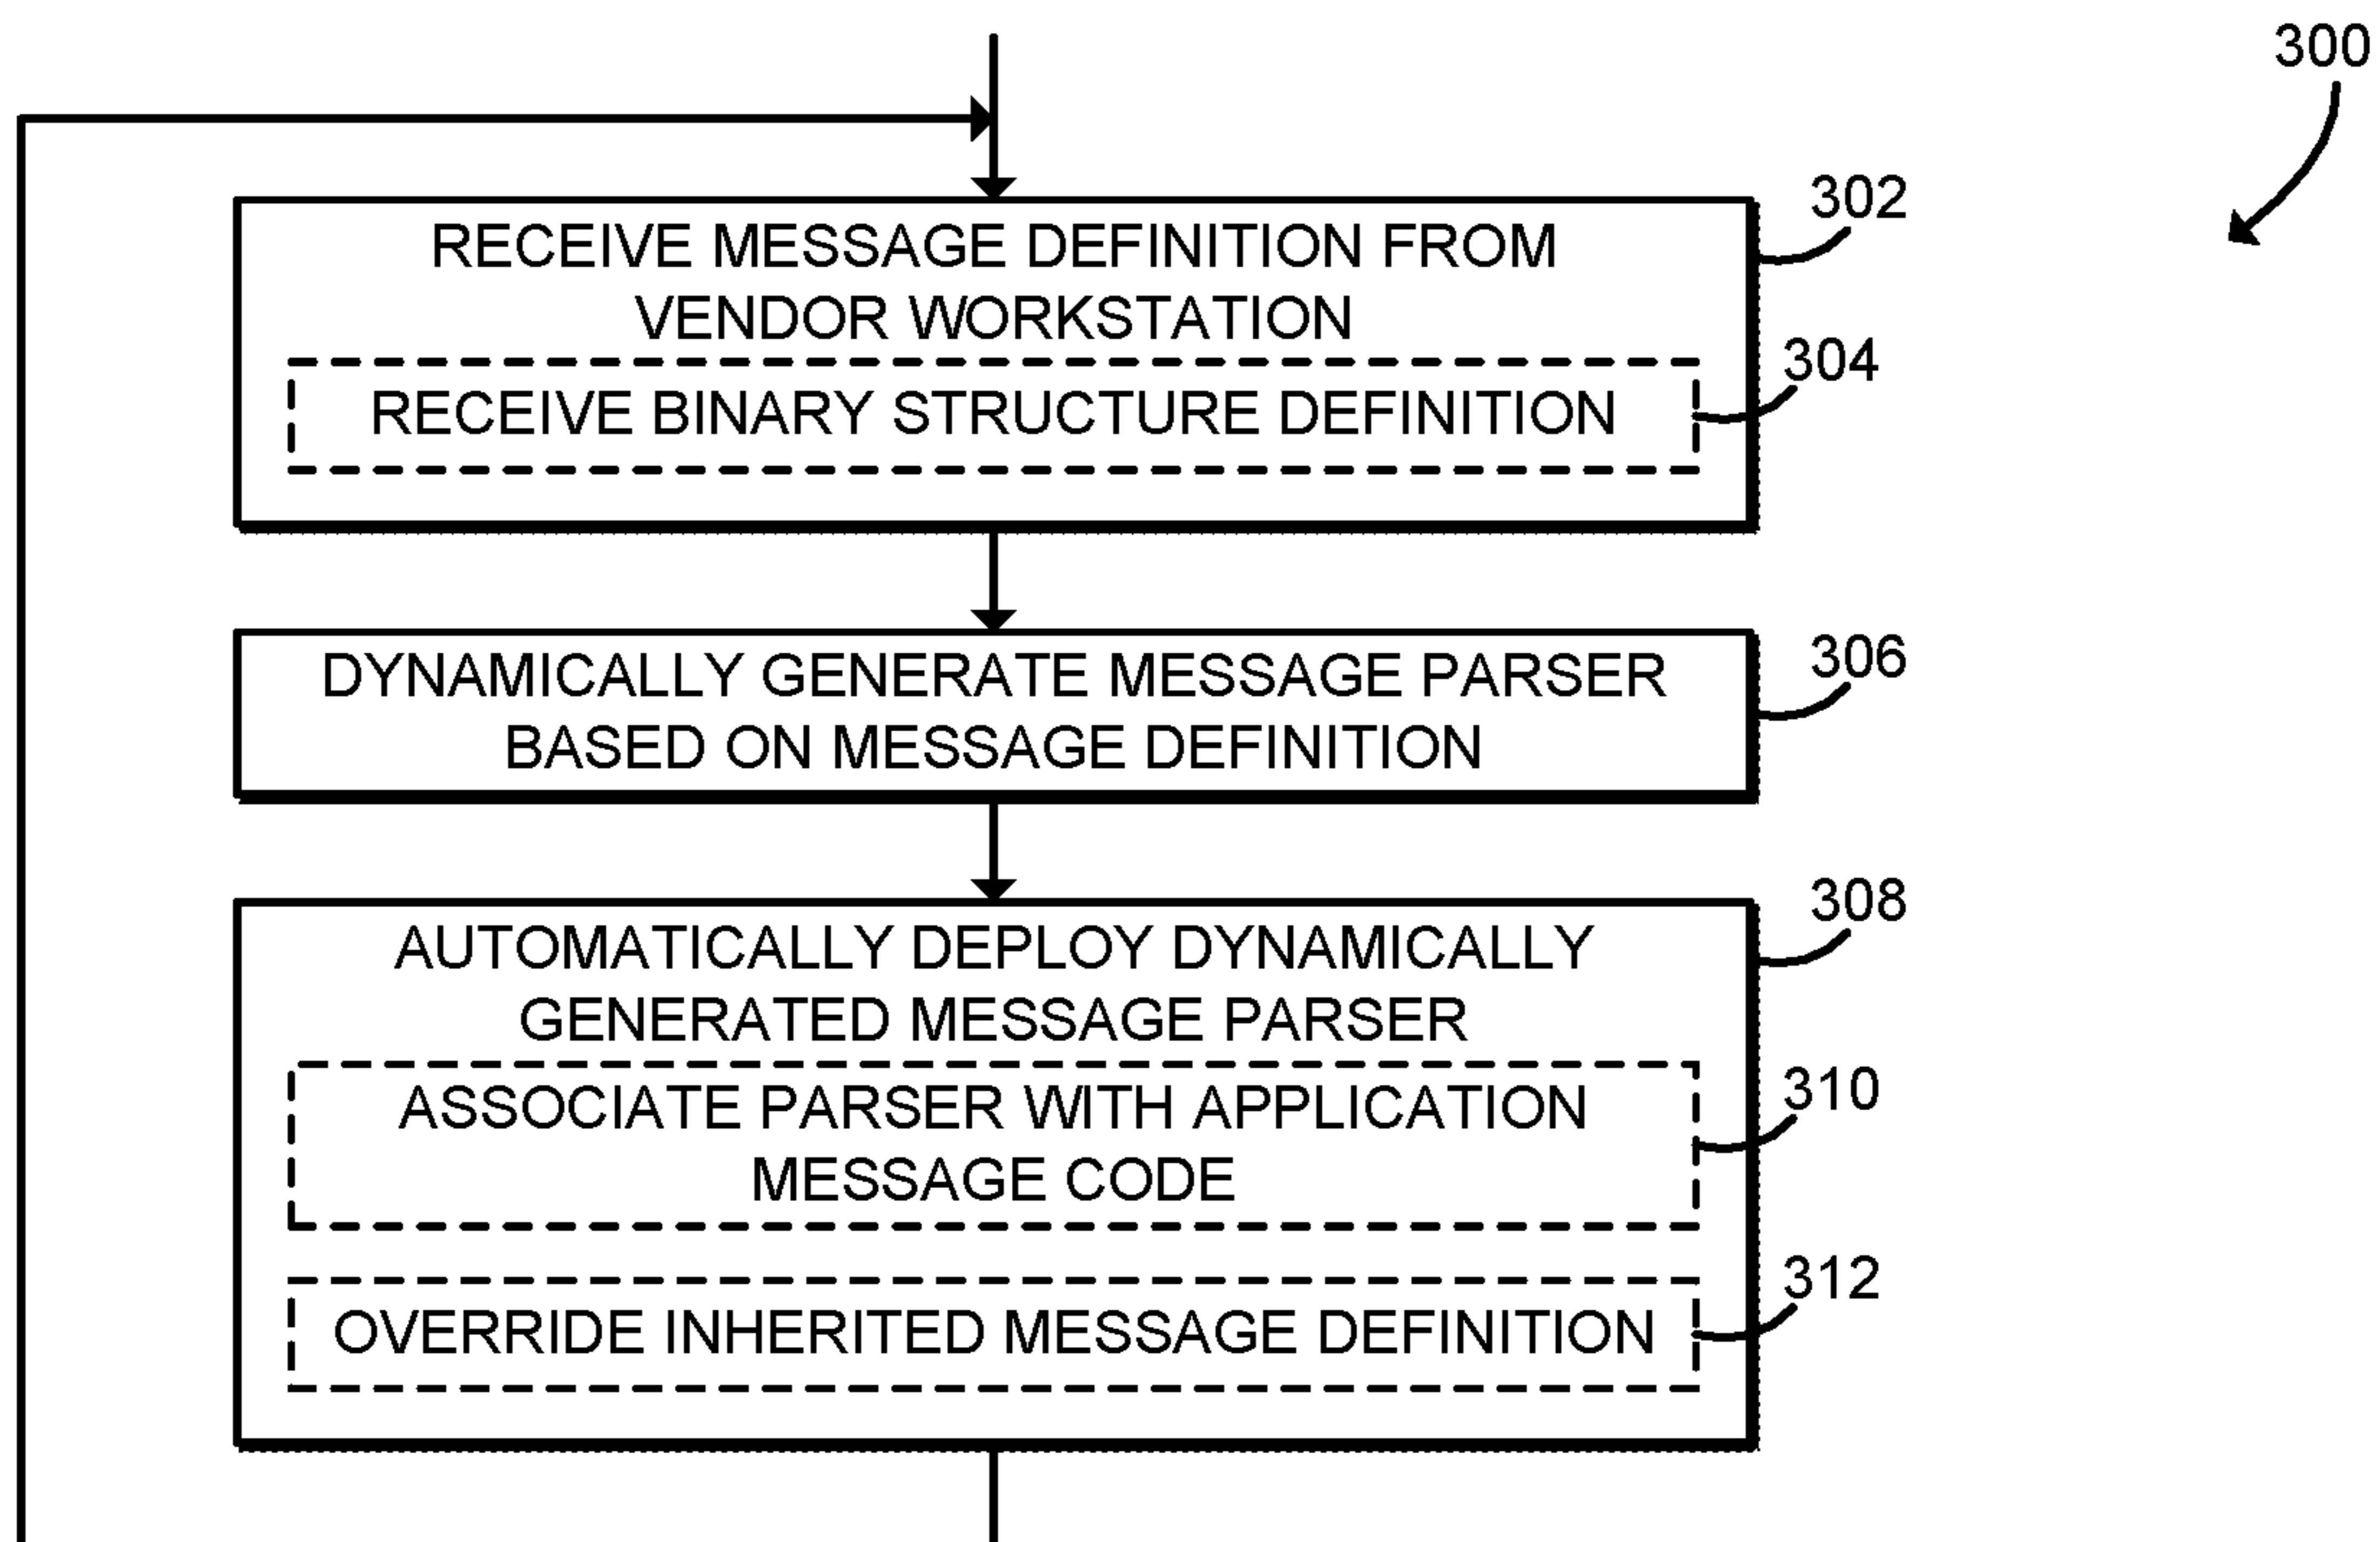 300
302
RECEIVE MESSAGE DEFINITION FROM
VENDOR WORKSTATION
304
RECEIVE BINARY STRUCTURE DEFINITION
306
DYNAMICALLY GENERATE MESSAGE PARSER
BASED ON MESSAGE DEFINITION
308
AUTOMATICALLY DEPLOY DYNAMICALLY
GENERATED MESSAGE PARSER
310
ASSOCIATE PARSER WITH APPLICATION
MESSAGE CODE
312
OVERRIDE INHERITED MESSAGE DEFINITION